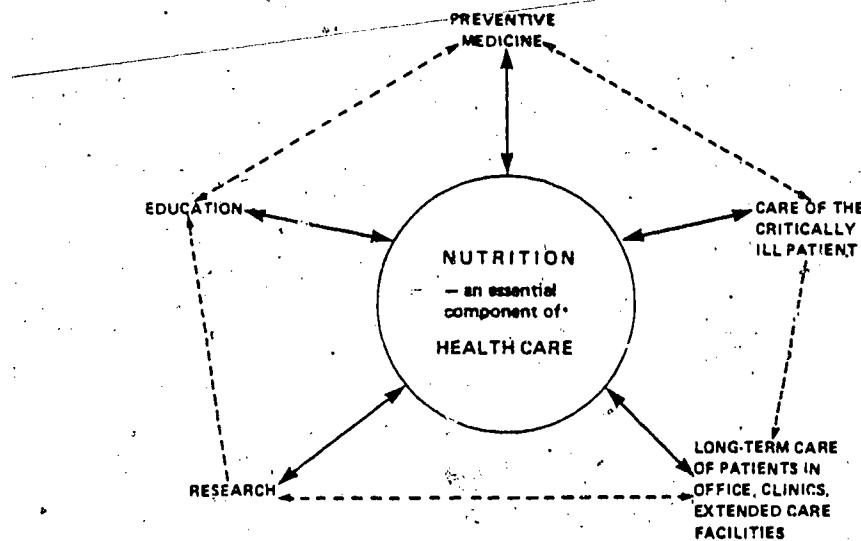 PREVENTIVE
MEDICINE
EDUCATION
CARE OF THE
CRITICALLY
ILL PATIENT
NUTRITION
— an essential
component of
HEALTH CARE
RESEARCH
LONG-TERM CARE
OF PATIENTS IN
OFFICE, CLINICS,
EXTENDED CARE
FACILITIES